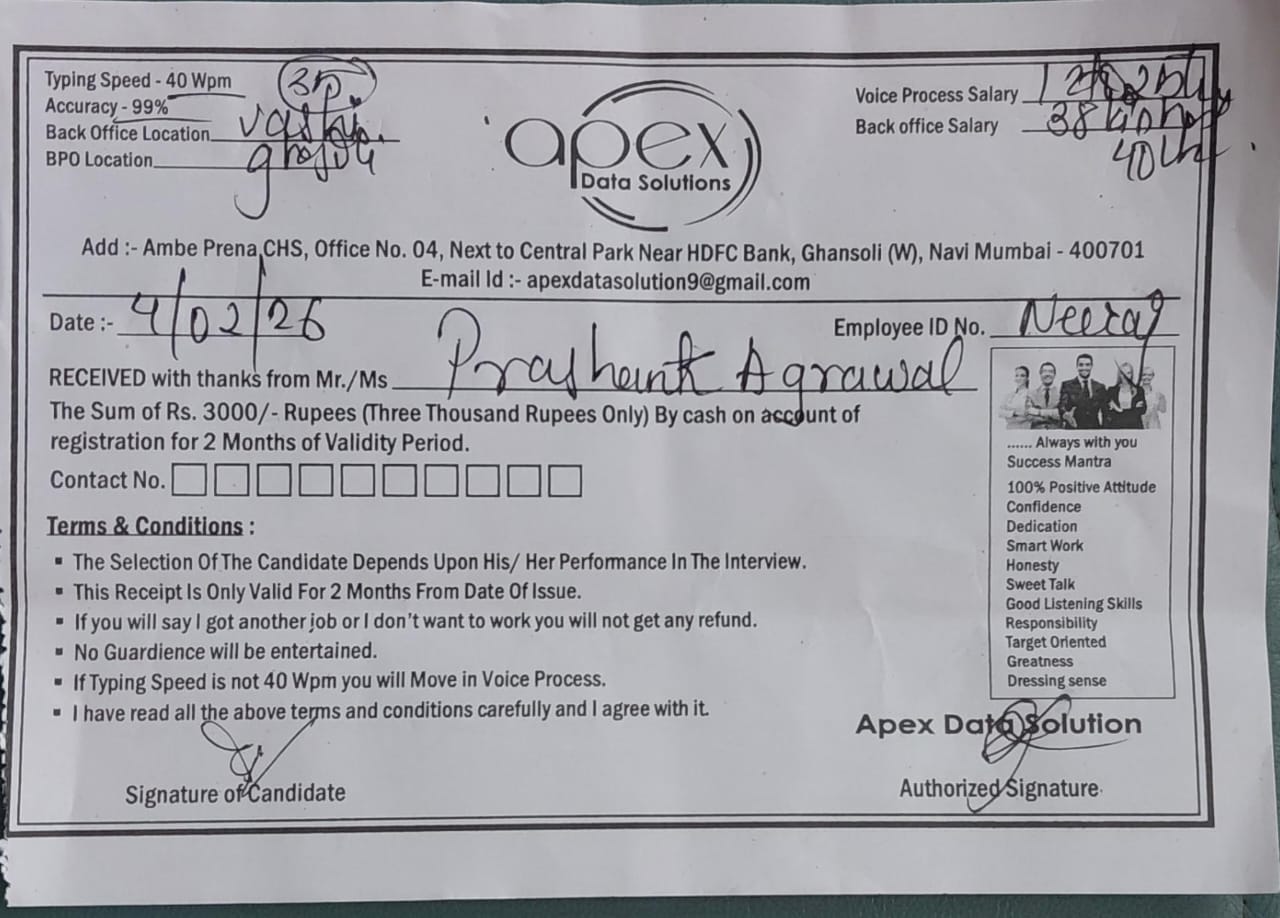 Typing Speed - 40 Wpm
Accuracy - 99%
Back Office Location vashi
BPO Location
apex
Data Solutions
Voice Process Salary
Back office Salary 38
40
Add :- Ambe Prena CHS, Office No. 04, Next to Central Park Near HDFC Bank, Ghansoli (W), Navi Mumbai - 400701
E-mail Id :- apexdatasolution9@gmail.com
Date :- 4/02/26
Employee ID No. Neeraj
RECEIVED with thanks from Mr./Ms Prashant Agrawal
The Sum of Rs. 3000/- Rupees (Three Thousand Rupees Only) By cash on account of
registration for 2 Months of Validity Period.
Contact No.
Terms & Conditions :
▪ The Selection Of The Candidate Depends Upon His/ Her Performance In The Interview.
▪ This Receipt Is Only Valid For 2 Months From Date Of Issue.
▪ If you will say I got another job or I don't want to work you will not get any refund.
▪ No Guardience will be entertained.
▪ If Typing Speed is not 40 Wpm you will Move in Voice Process.
▪ I have read all the above terms and conditions carefully and I agree with it.
Signature of Candidate
...... Always with you
Success Mantra
100% Positive Attitude
Confidence
Dedication
Smart Work
Honesty
Sweet Talk
Good Listening Skills
Responsibility
Target Oriented
Greatness
Dressing sense
Apex Data Solution
Authorized Signature